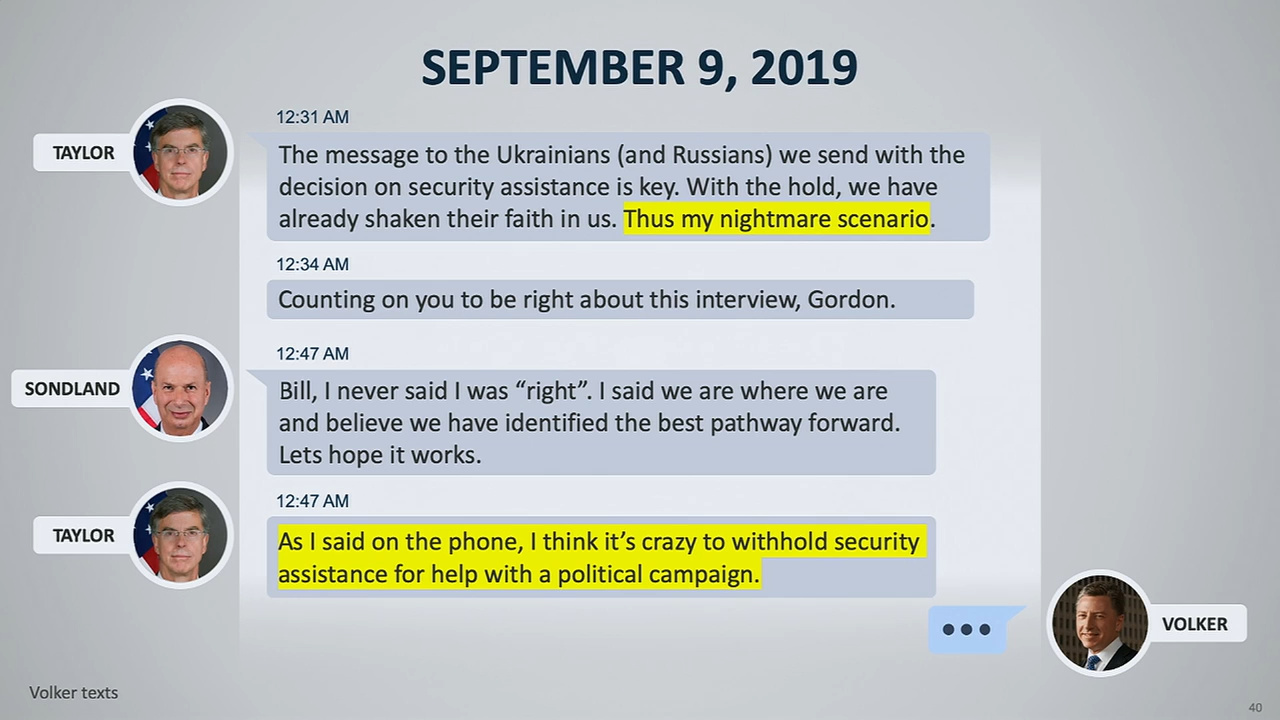 SEPTEMBER 9, 2019
12:31 AM
TAYLOR
The message to the Ukrainians (and Russians) we send with the
decision on security assistance is key. With the hold, we have
already shaken their faith in us. Thus my nightmare scenario.
12:34 AM
Counting on you to be right about this interview, Gordon.
12:47 AM
SONDLAND
Bill, I never said I was “right”. I said we are where we are
and believe we have identified the best pathway forward.
Lets hope it works.
12:47 AM
TAYLOR
As I said on the phone, I think it’s crazy to withhold security
assistance for help with a political campaign.
VOLKER
Volker texts
40